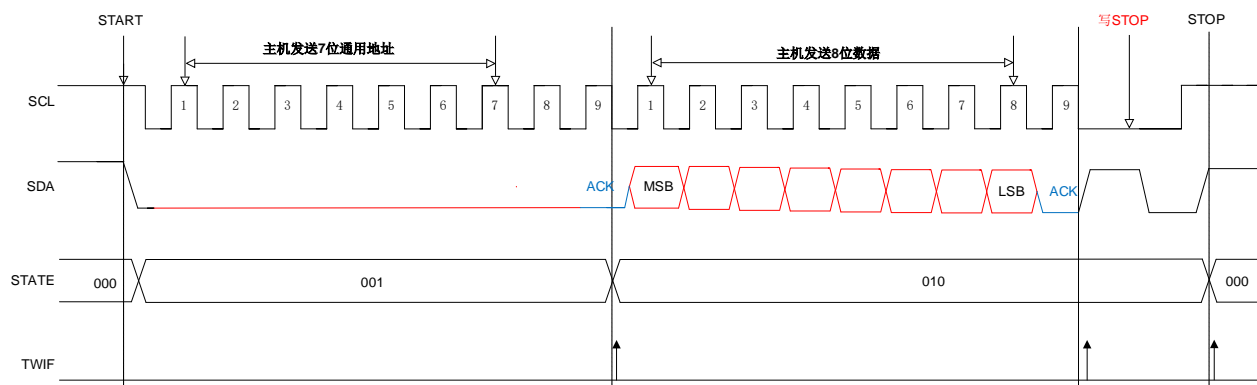 START
写STOP
STOP
主机发送7位通用地址
主机发送8位数据
SCL
1 2 3 4 5 6 7 8 9 1 2 3 4 5 6 7 8 9
SDA
ACK MSB LSB ACK
STATE
000 001 010 000
TWIF